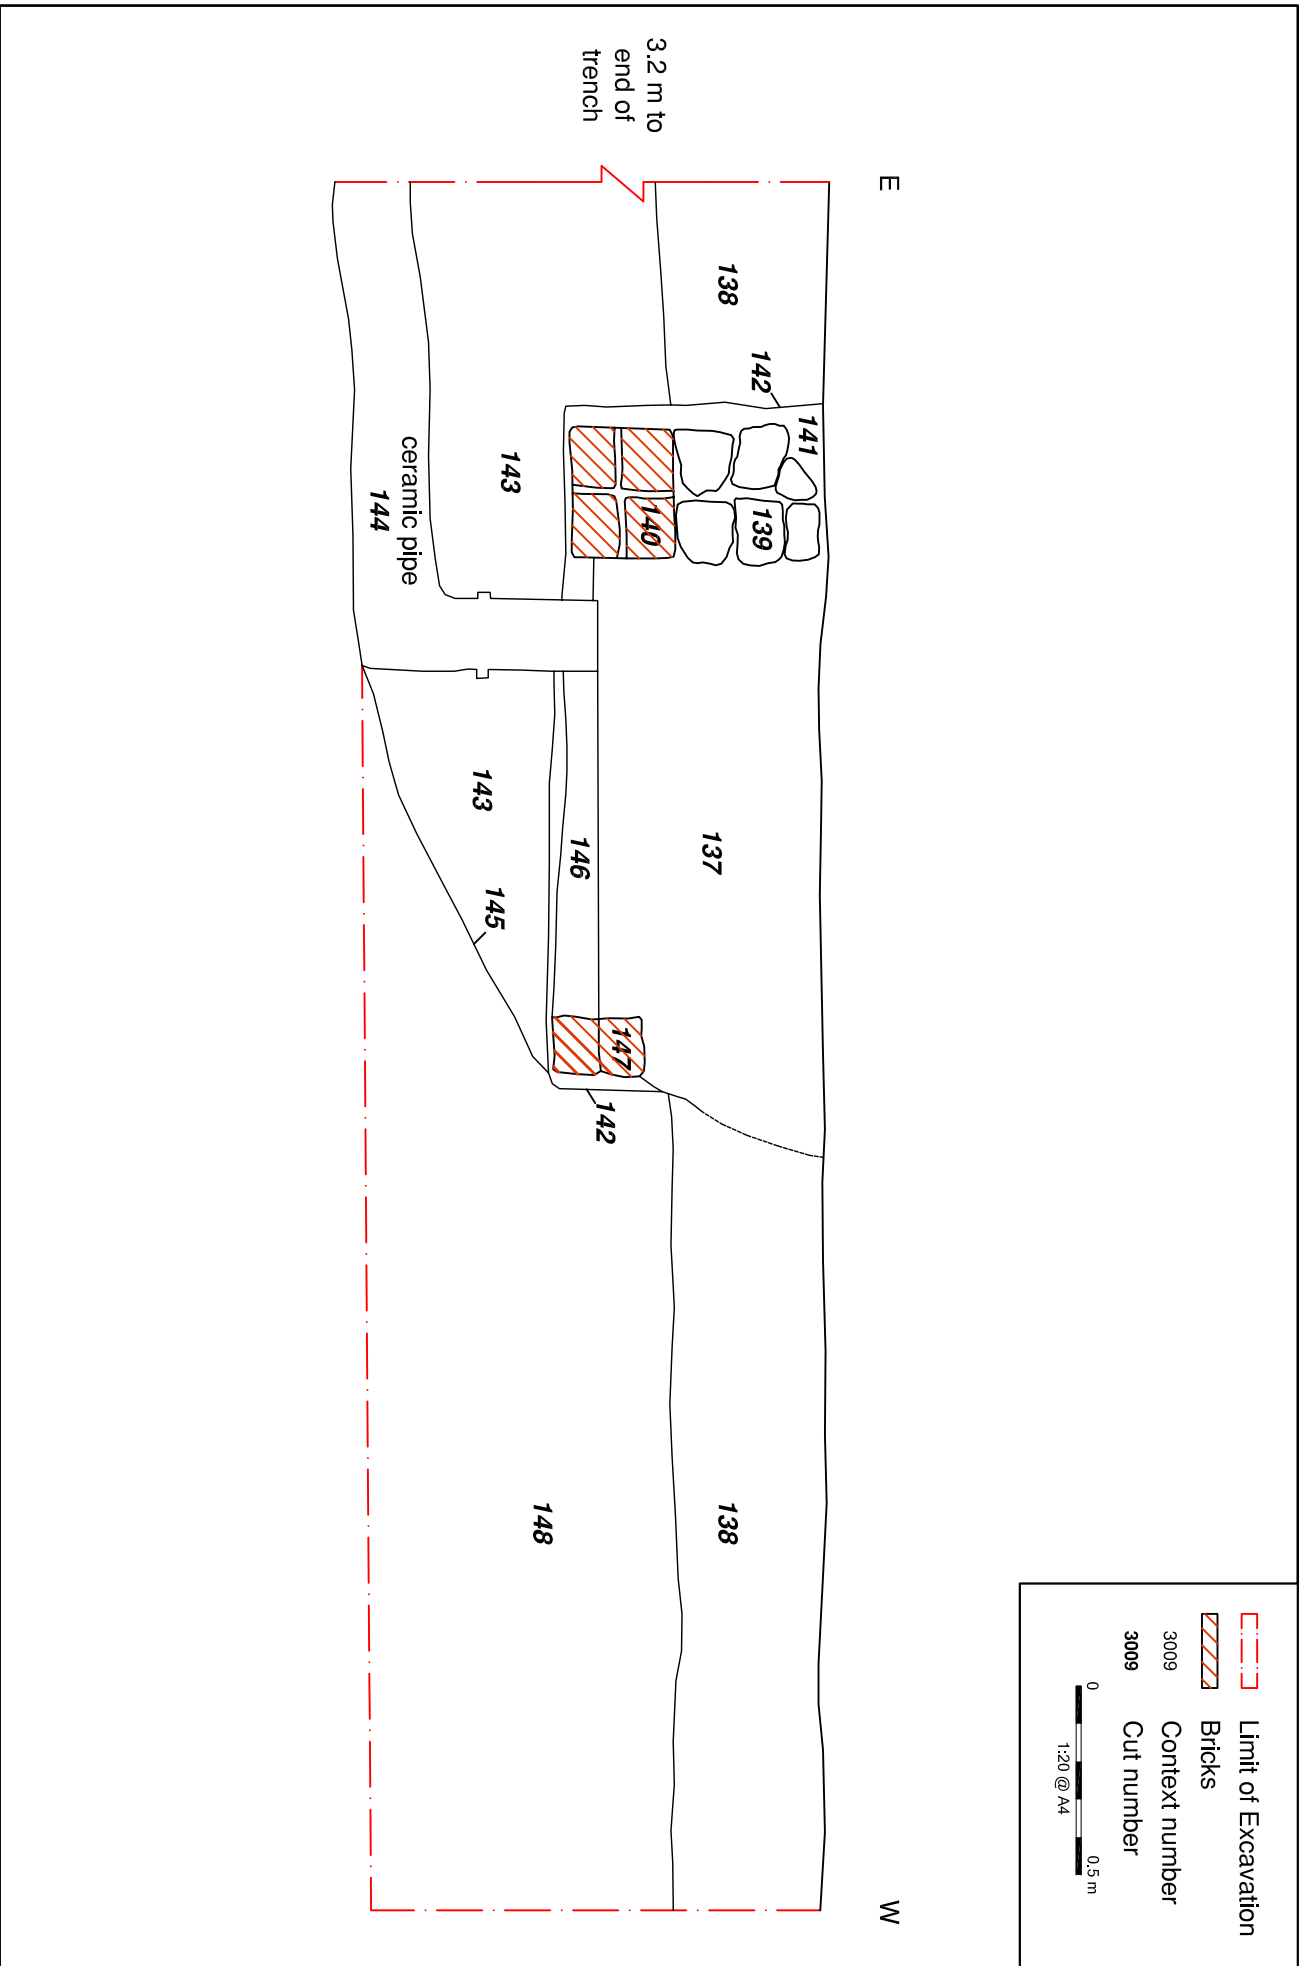 E
W
3.2 m to
end of
trench
138
142
141
139
140
143
ceramic pipe
144
137
143
146
145
147
142
138
148
Limit of Excavation
Bricks
3009 Context number
3009 Cut number
0 0.5 m
1:20 @ A4